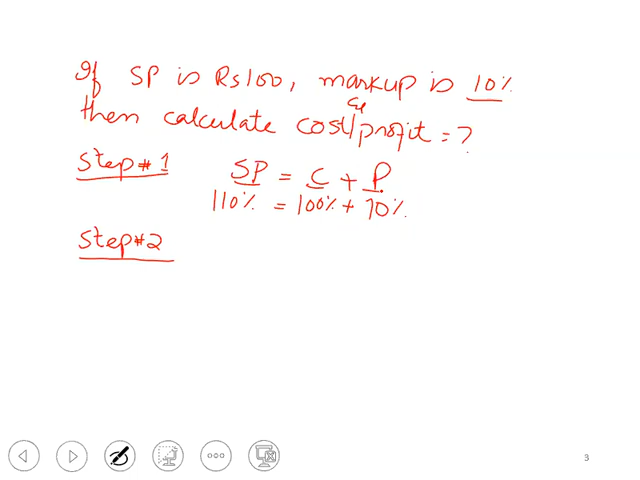 If SP is Rs100, markup is 10%
then calculate cost/profit = ?
Step #1
SP = C + P
110% = 100% + 10%
Step #2
3